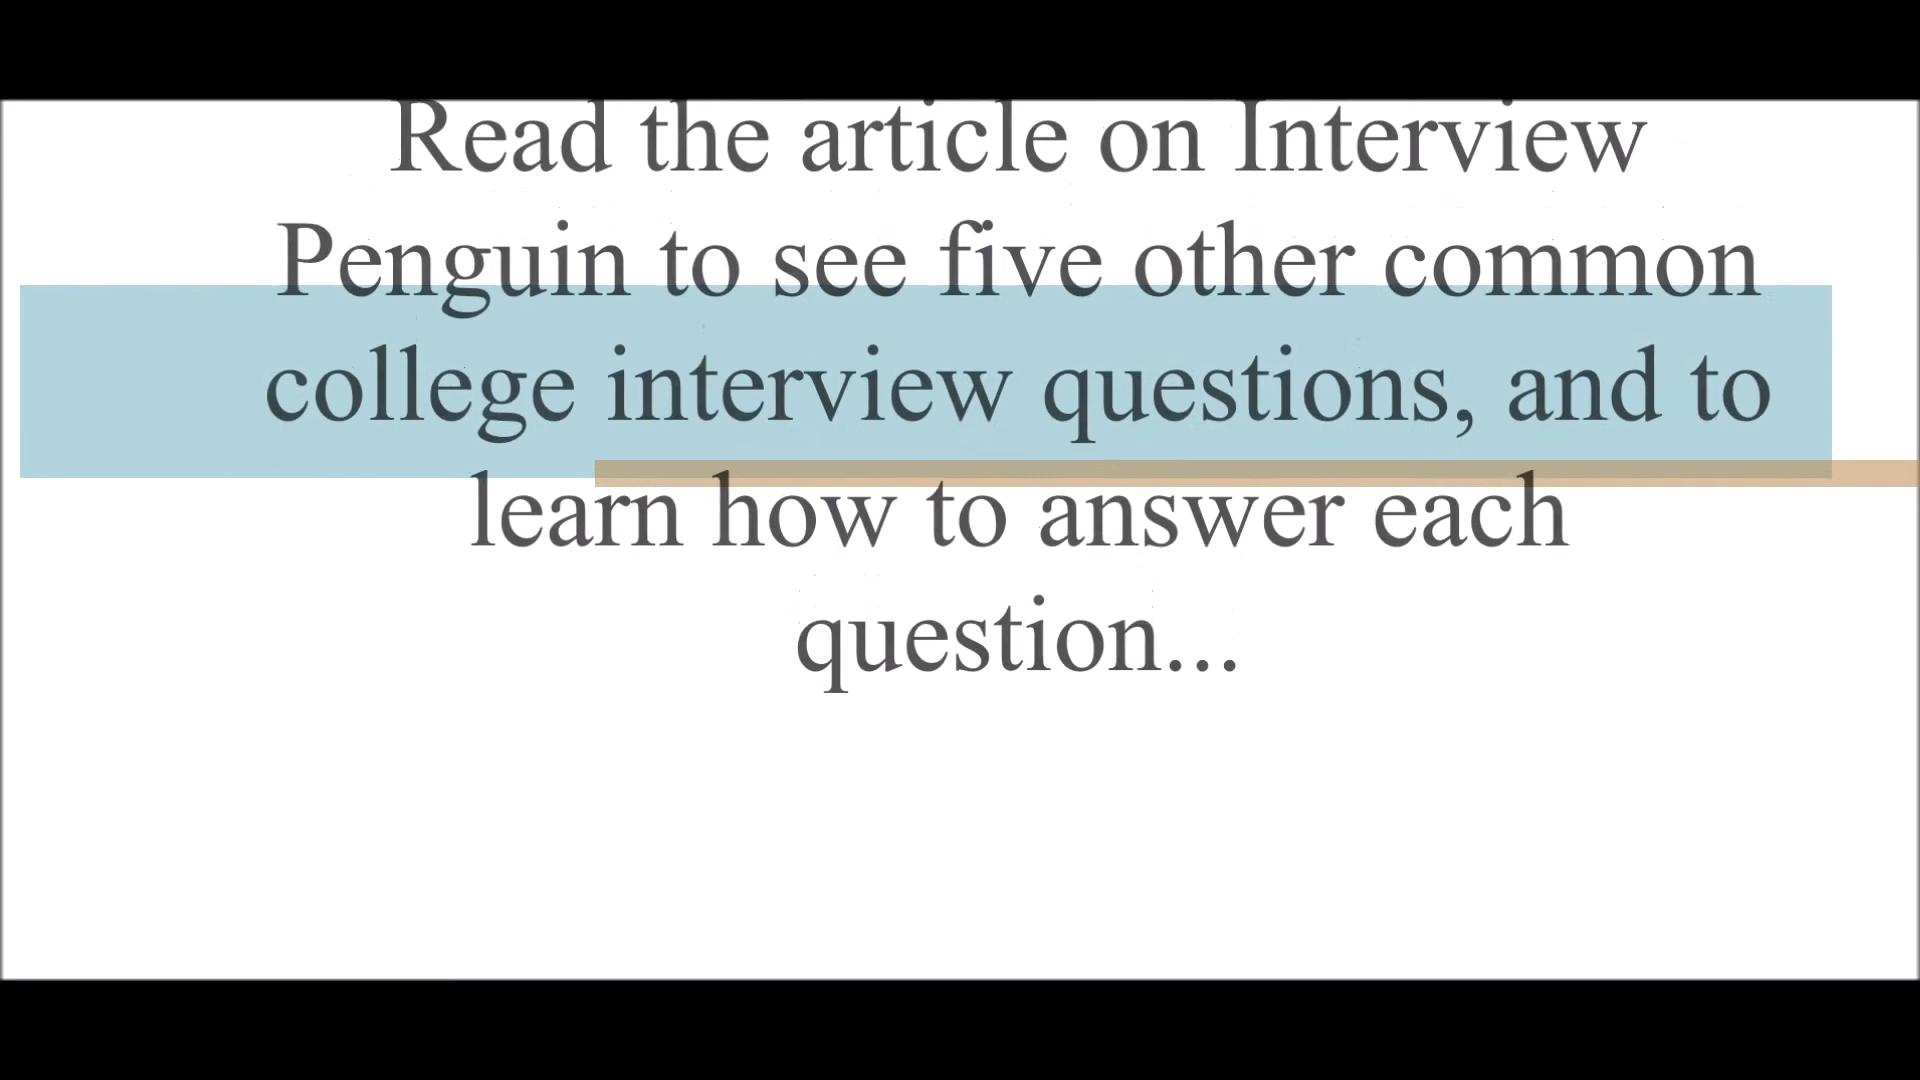 Read the article on Interview
Penguin to see five other common
college interview questions, and to
learn how to answer each
question...